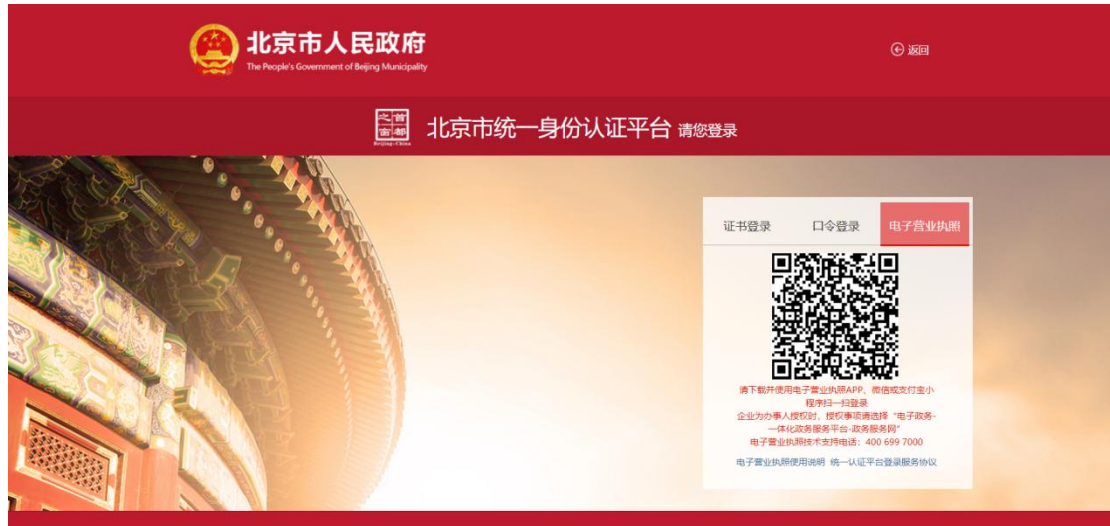 北京市人民政府
The People's Government of Beijing Municipality
返回
首都之窗
Beijing-China
北京市统一身份认证平台 请您登录
证书登录 口令登录 电子营业执照
请下载并使用电子营业执照APP、微信或支付宝小
程序扫一扫登录
企业为办事人授权时，授权事项请选择“电子政务-
一体化政务服务平台-政务服务网”
电子营业执照技术支持电话：400 699 7000
电子营业执照使用说明 统一认证平台登录服务协议